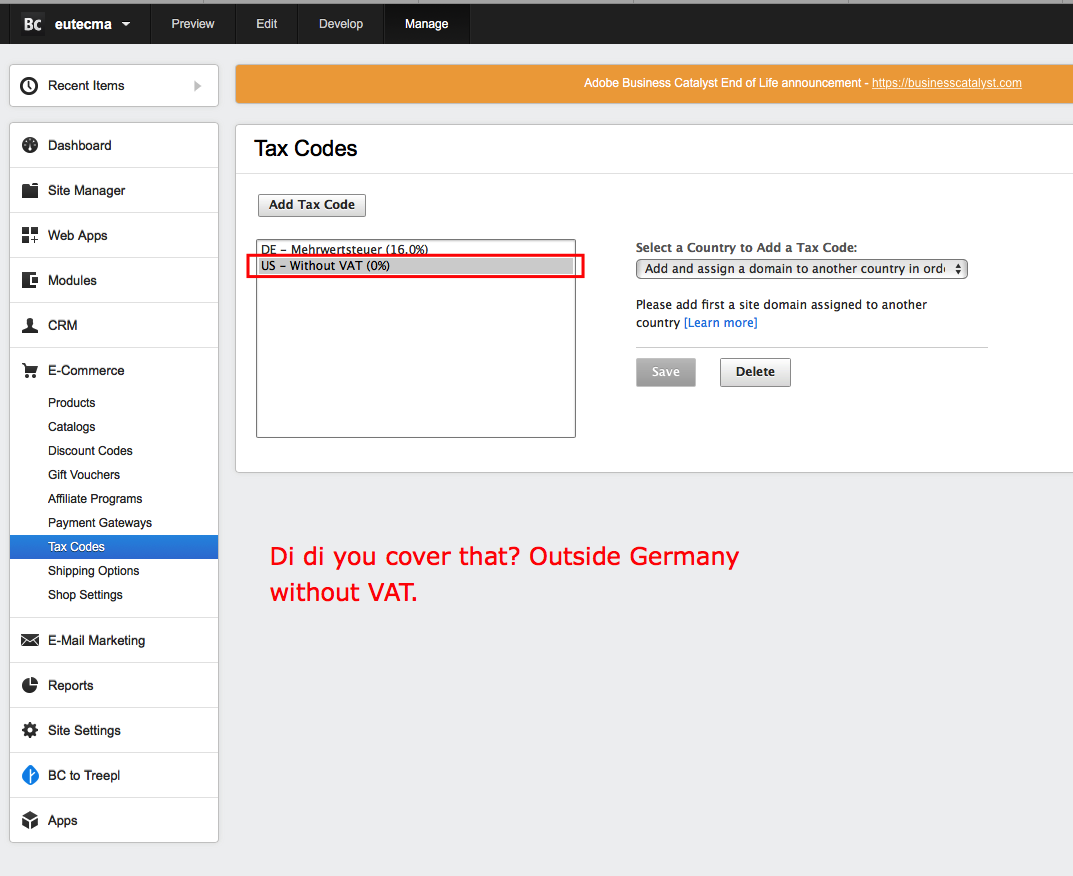 Bc eutecma Preview Edit Develop Manage
Recent Items
Adobe Business Catalyst End of Life announcement - https://businesscatalyst.com
Dashboard
Site Manager
Web Apps
Modules
CRM
E-Commerce
Products
Catalogs
Discount Codes
Gift Vouchers
Affiliate Programs
Payment Gateways
Tax Codes
Shipping Options
Shop Settings
E-Mail Marketing
Reports
Site Settings
BC to Treepl
Apps
Tax Codes
Add Tax Code
DE - Mehrwertsteuer (16,0%)
US - Without VAT (0%)
Select a Country to Add a Tax Code:
Add and assign a domain to another country in ord
Please add first a site domain assigned to another
country [Learn more]
Save Delete
Di di you cover that? Outside Germany
without VAT.